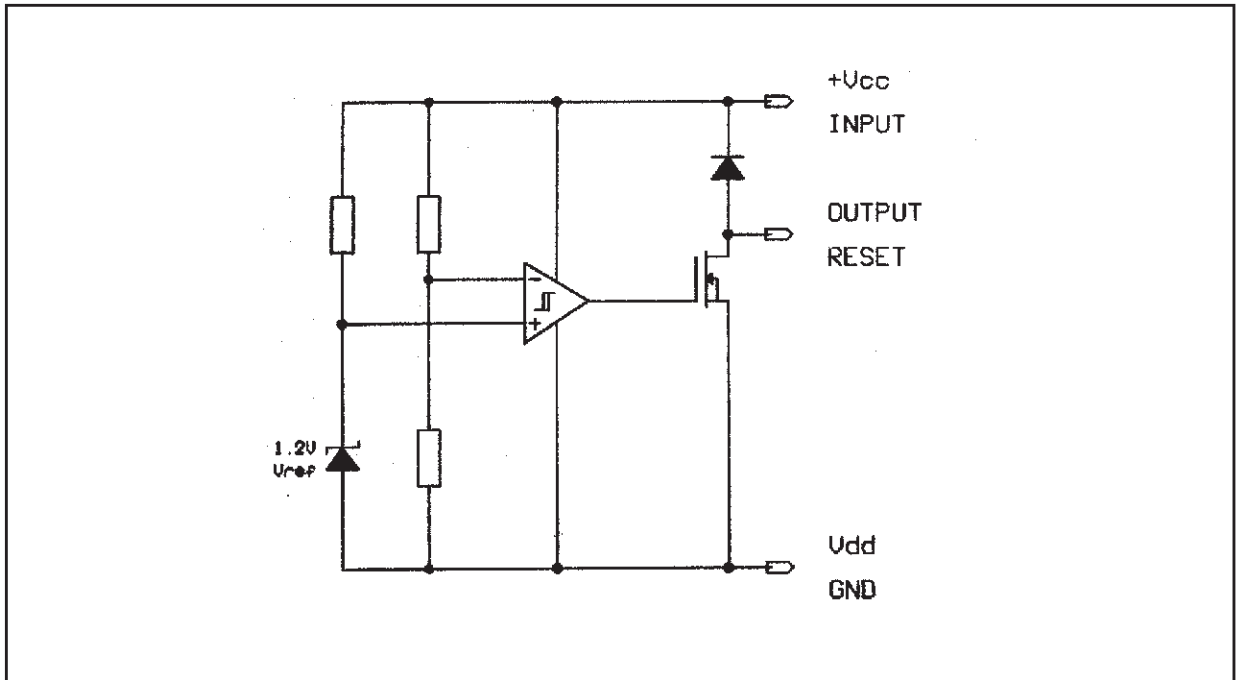 +Vcc
INPUT
OUTPUT
RESET
-
+
1.2V
Vref
Vdd
GND